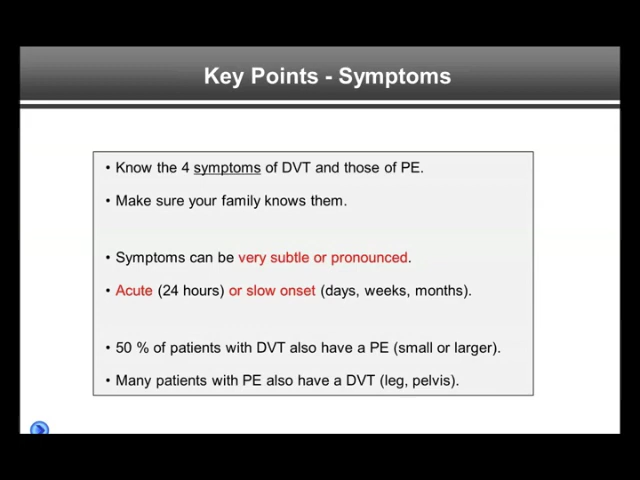 Key Points - Symptoms
• Know the 4 symptoms of DVT and those of PE.
• Make sure your family knows them.
• Symptoms can be very subtle or pronounced.
• Acute (24 hours) or slow onset (days, weeks, months).
• 50 % of patients with DVT also have a PE (small or larger).
• Many patients with PE also have a DVT (leg, pelvis).